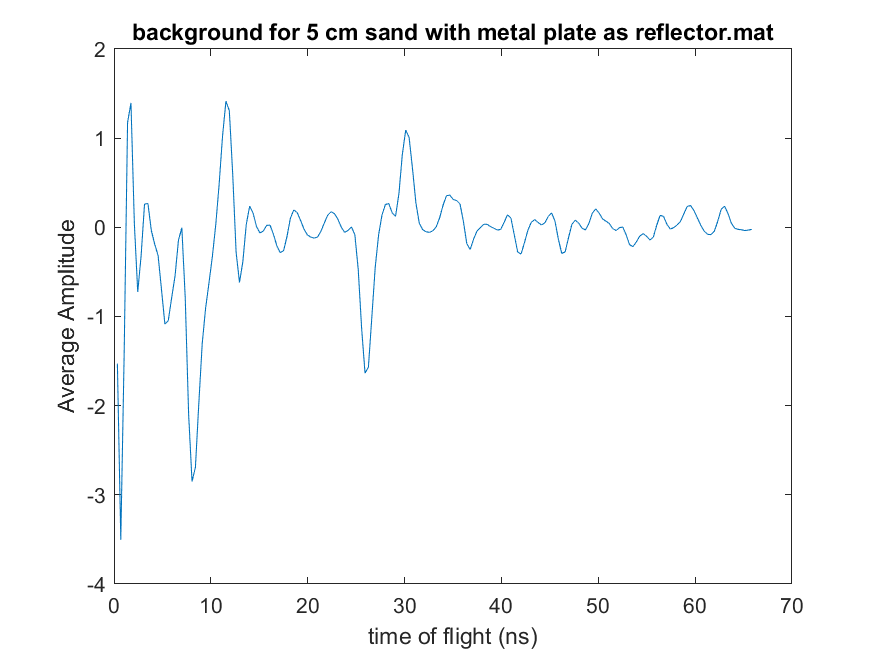 background for 5 cm sand with metal plate as reflector.mat
2
1
0
-1
-2
-3
-4
Average Amplitude
0 10 20 30 40 50 60 70
time of flight (ns)